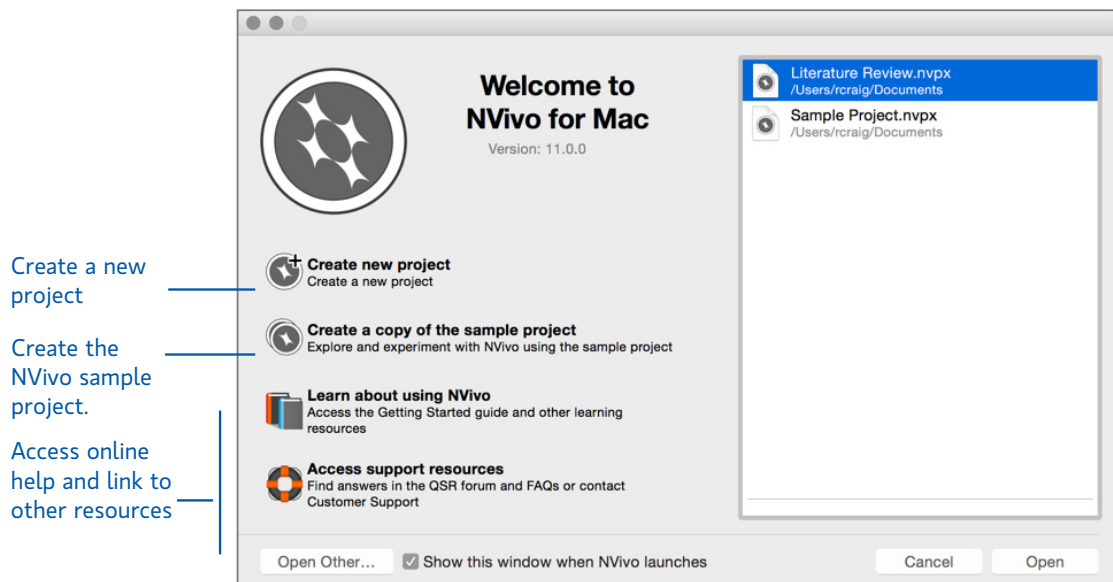 Welcome to
NVivo for Mac
Version: 11.0.0
Literature Review.nvpx
/Users/rcraig/Documents
Sample Project.nvpx
/Users/rcraig/Documents
Create a new
project
Create new project
Create a new project
Create the
NVivo sample
project.
Create a copy of the sample project
Explore and experiment with NVivo using the sample project
Learn about using NVivo
Access the Getting Started guide and other learning
resources
Access online
help and link to
other resources
Access support resources
Find answers in the QSR forum and FAQs or contact
Customer Support
Open Other...
Show this window when NVivo launches
Cancel
Open